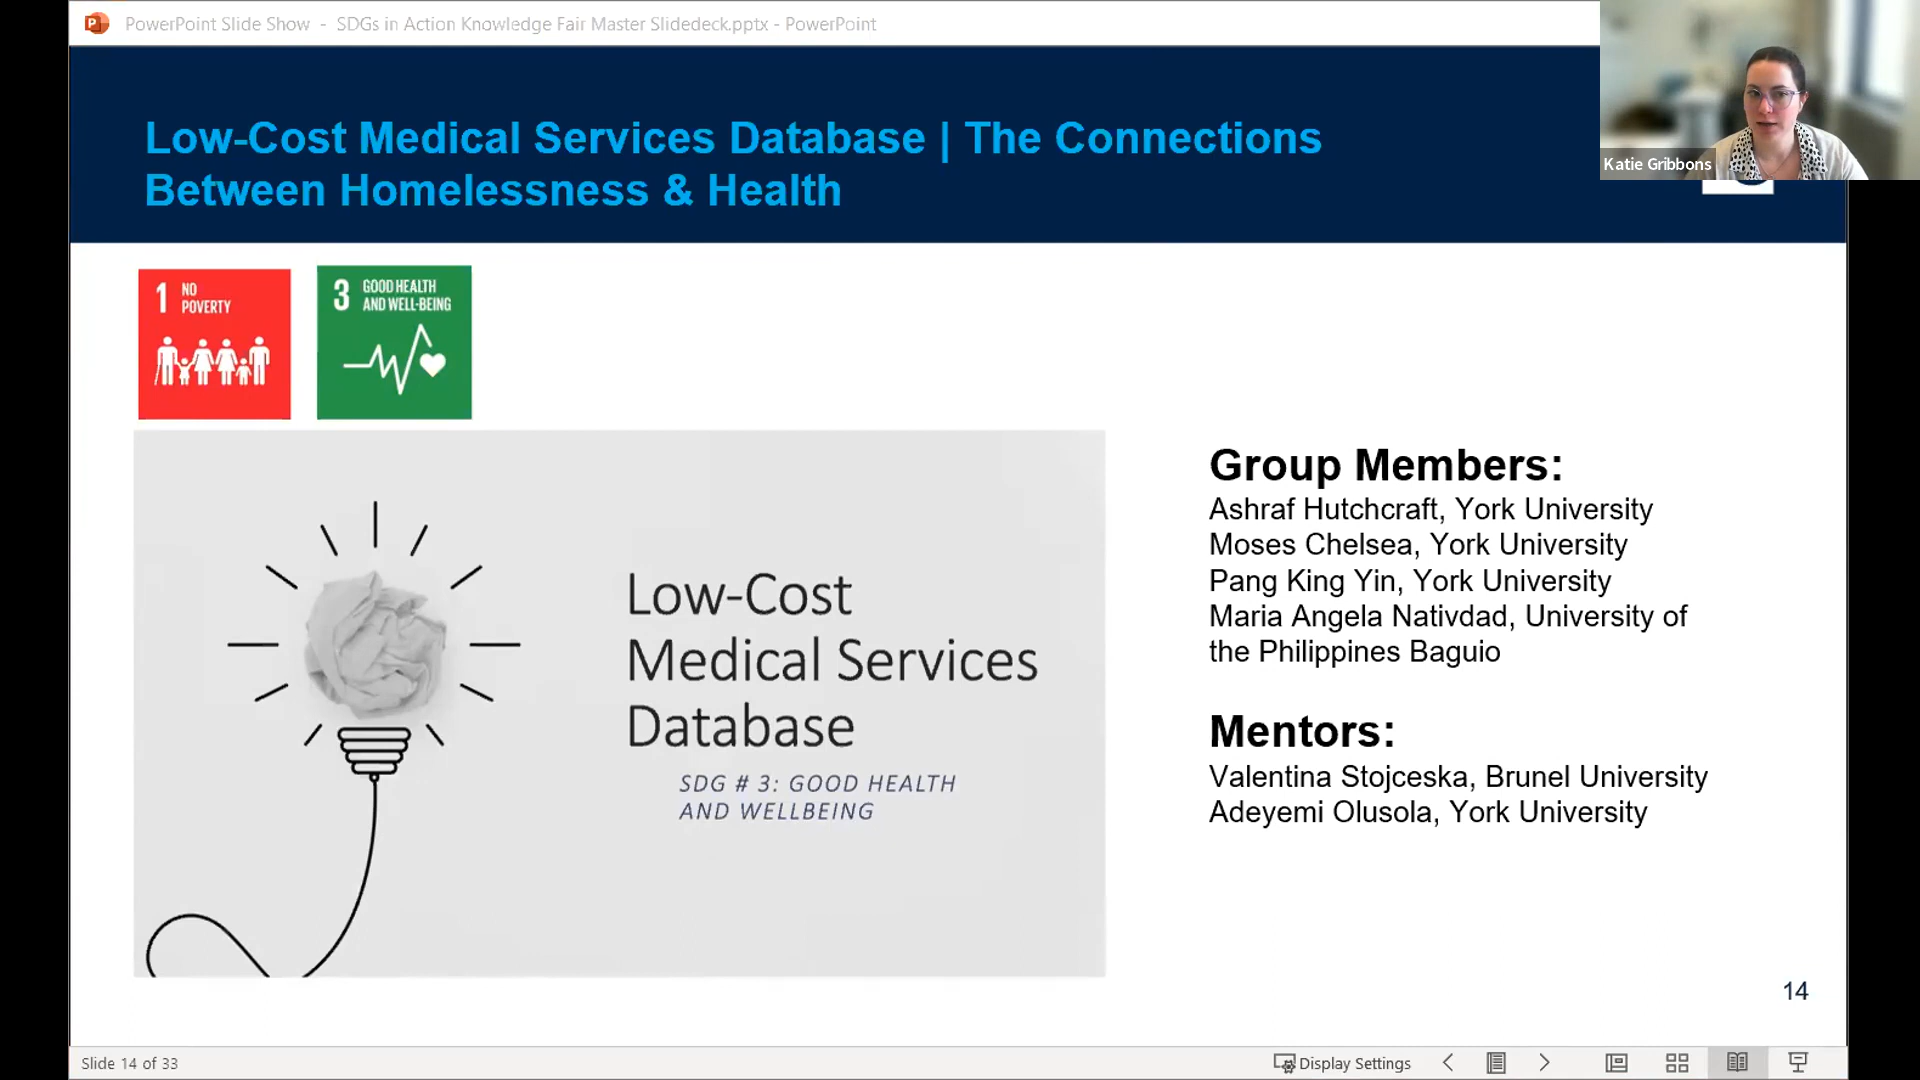 PowerPoint Slide Show - SDGs in Action Knowledge Fair Master Slidedeck.pptx - PowerPoint
Katie Gribbons
Low-Cost Medical Services Database | The Connections
Between Homelessness & Health
1 NO
POVERTY
3 GOOD HEALTH
AND WELL-BEING
Low-Cost
Medical Services
Database
SDG # 3: GOOD HEALTH
AND WELLBEING
Group Members:
Ashraf Hutchcraft, York University
Moses Chelsea, York University
Pang King Yin, York University
Maria Angela Nativdad, University of
the Philippines Baguio
Mentors:
Valentina Stojceska, Brunel University
Adeyemi Olusola, York University
14
Slide 14 of 33
Display Settings